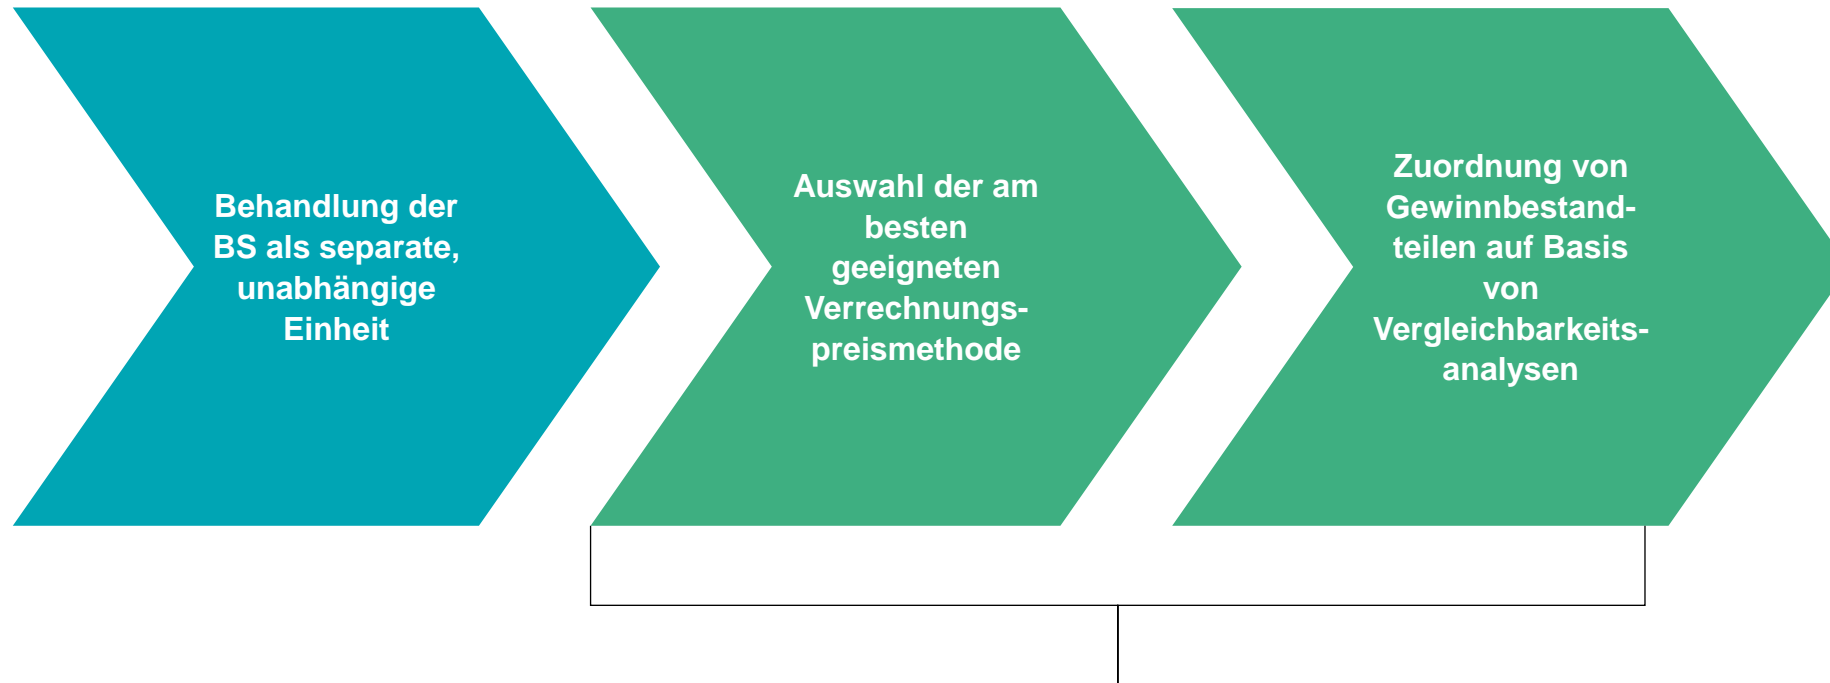 Behandlung der
BS als separate,
unabhängige
Einheit
Auswahl der am
besten
geeigneten
Verrechnungs-
preismethode
Zuordnung von
Gewinnbestand-
teilen auf Basis
von
Vergleichbarkeits-
analysen